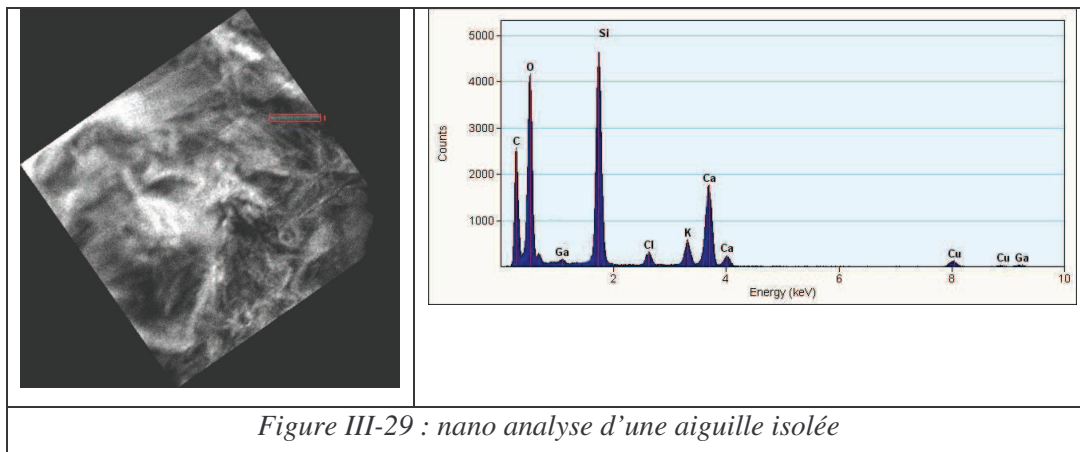 1
5000
4000
3000
2000
1000
Counts
C
O
Ga
Si
Cl
K
Ca
Ca
Cu
Cu Ga
2 4 6 8 10
Energy (keV)
Figure III-29 : nano analyse d'une aiguille isolée